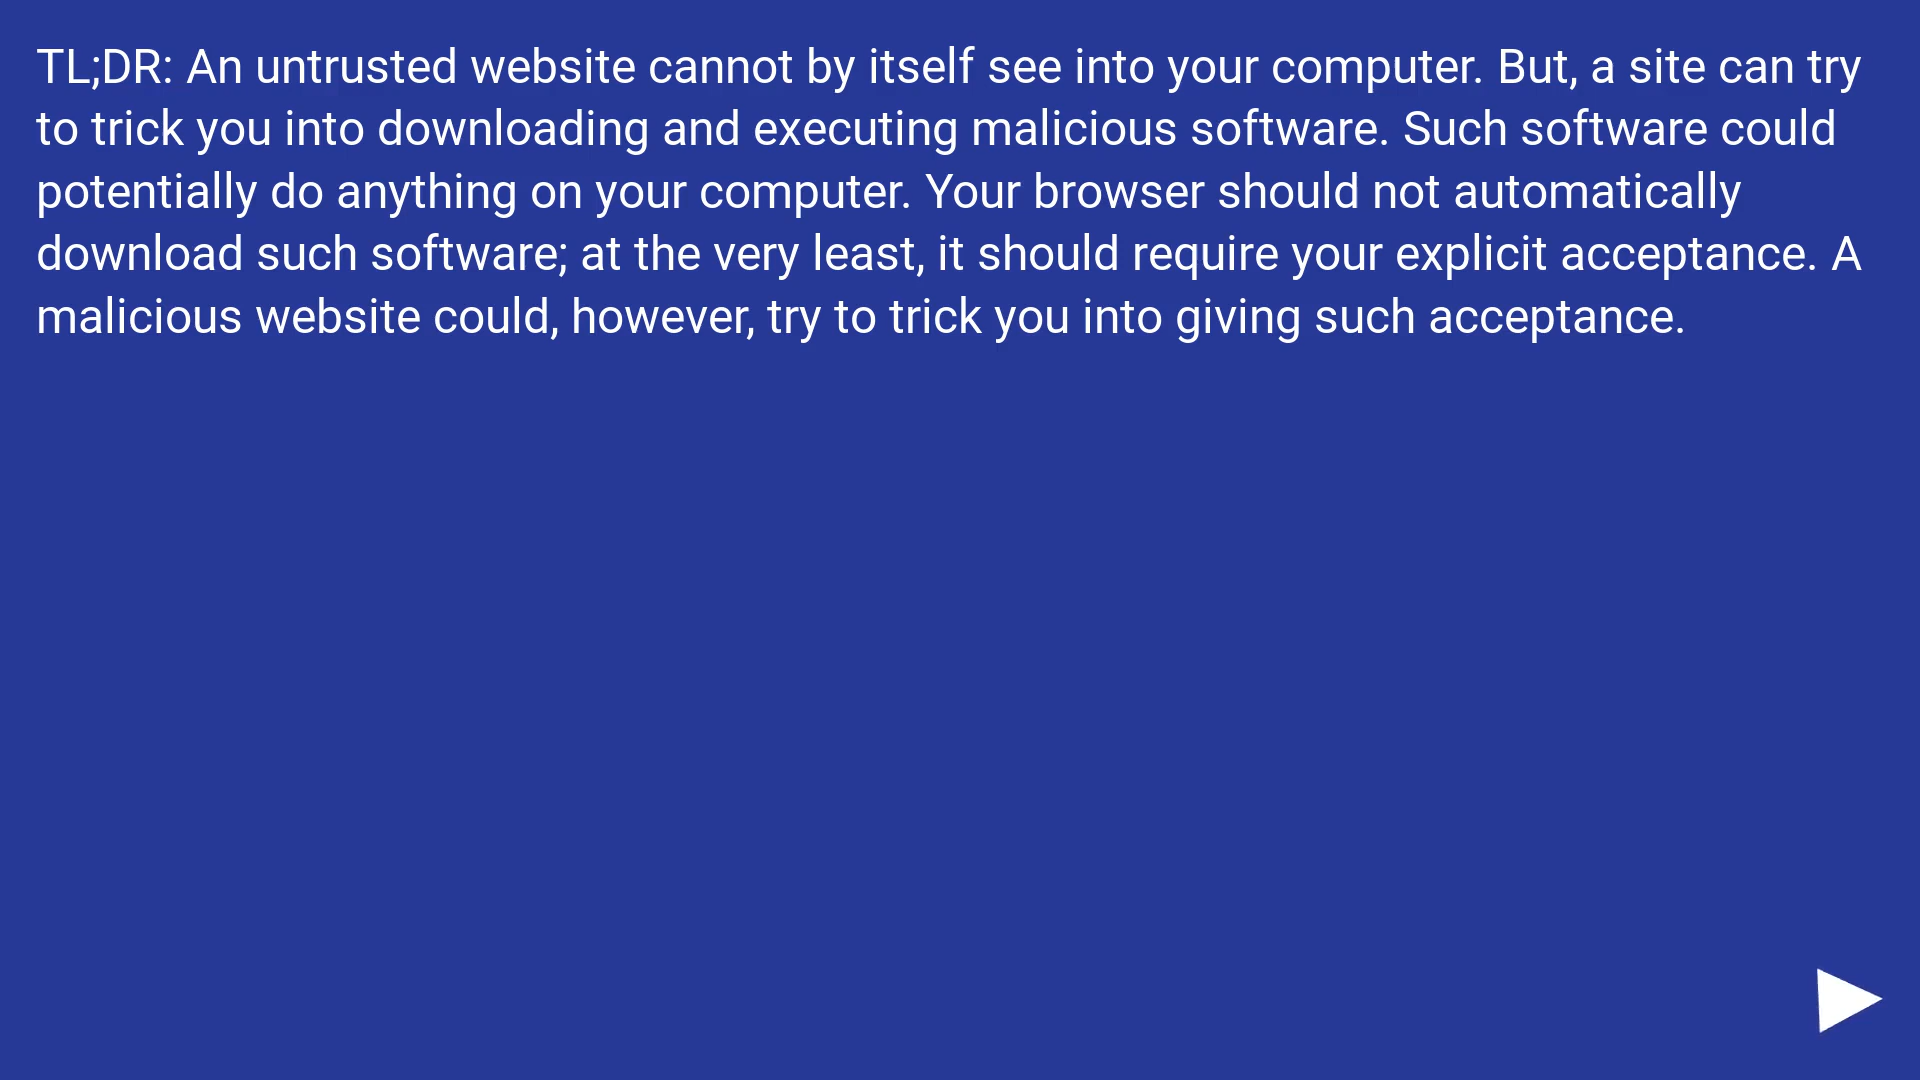 TL;DR: An untrusted website cannot by itself see into your computer. But, a site can try
to trick you into downloading and executing malicious software. Such software could
potentially do anything on your computer. Your browser should not automatically
download such software; at the very least, it should require your explicit acceptance. A
malicious website could, however, try to trick you into giving such acceptance.